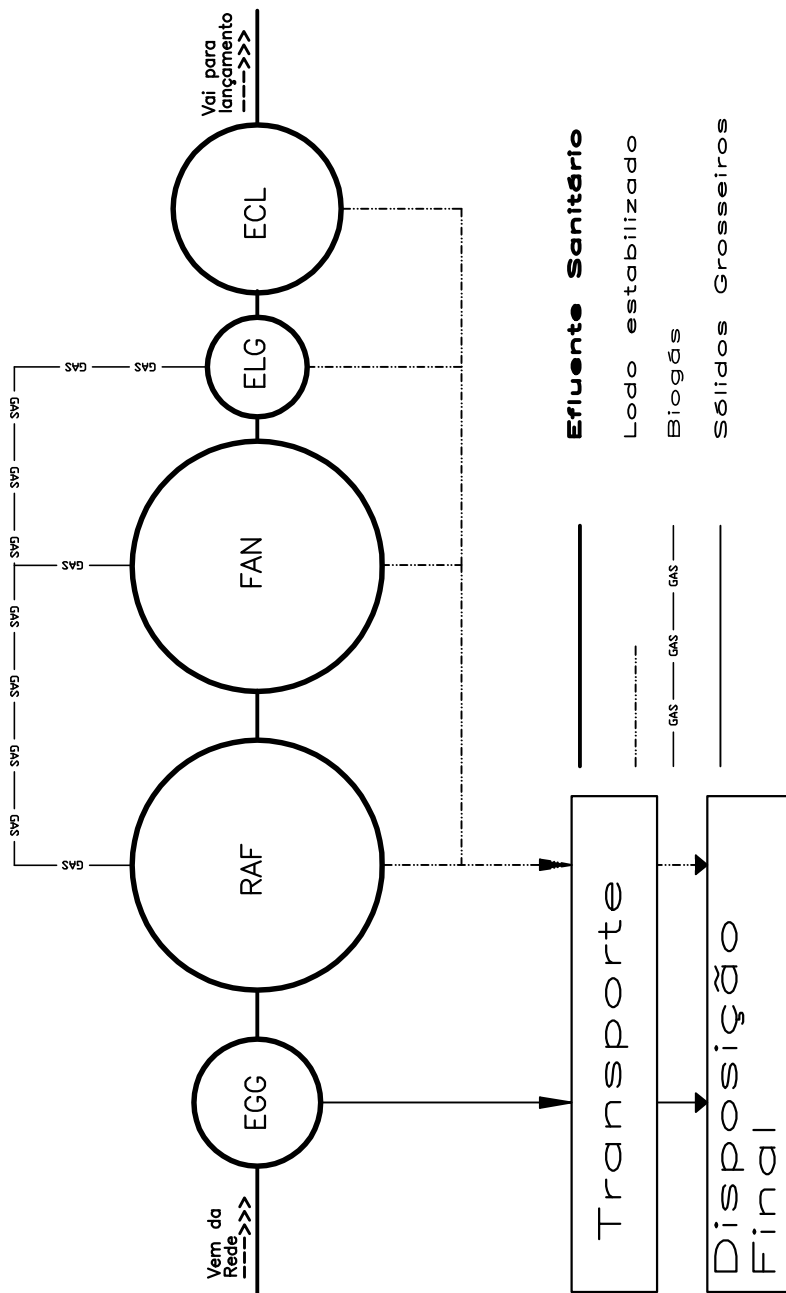 Vem da
Rede
---->>>
EGG
RAF
FAN
ELG
ECL
Vai para
lançamento
---->>>
GAS
GAS
GAS
GAS
GAS
GAS
GAS
GAS
GAS
GAS
GAS
Transporte
Disposição
Final
Efluente Sanitário
Lodo estabilizado
GAS
GAS
GAS
Biogás
Sólidos Grosseiros